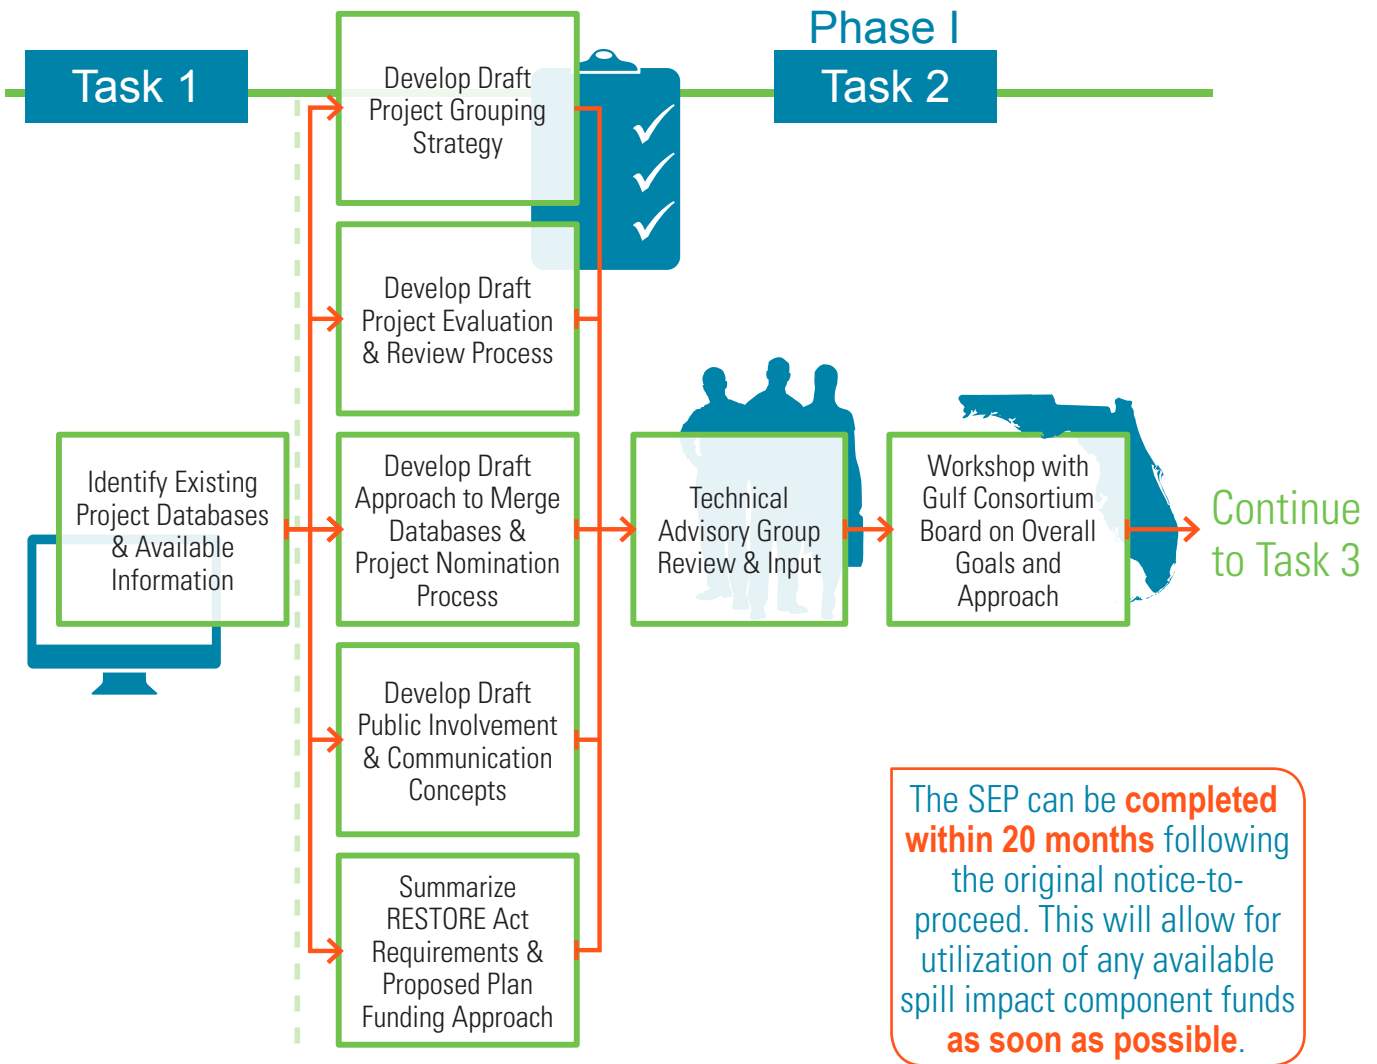 Phase I
Task 1
Task 2
Develop Draft
Project Grouping
Strategy
Develop Draft
Project Evaluation
& Review Process
Identify Existing
Project Databases
& Available
Information
Develop Draft
Approach to Merge
Databases &
Project Nomination
Process
Technical
Advisory Group
Review & Input
Workshop with
Gulf Consortium
Board on Overall
Goals and
Approach
Continue
to Task 3
Develop Draft
Public Involvement
& Communication
Concepts
Summarize
RESTORE Act
Requirements &
Proposed Plan
Funding Approach
The SEP can be completed
within 20 months following
the original notice-to-
proceed. This will allow for
utilization of any available
spill impact component funds
as soon as possible.